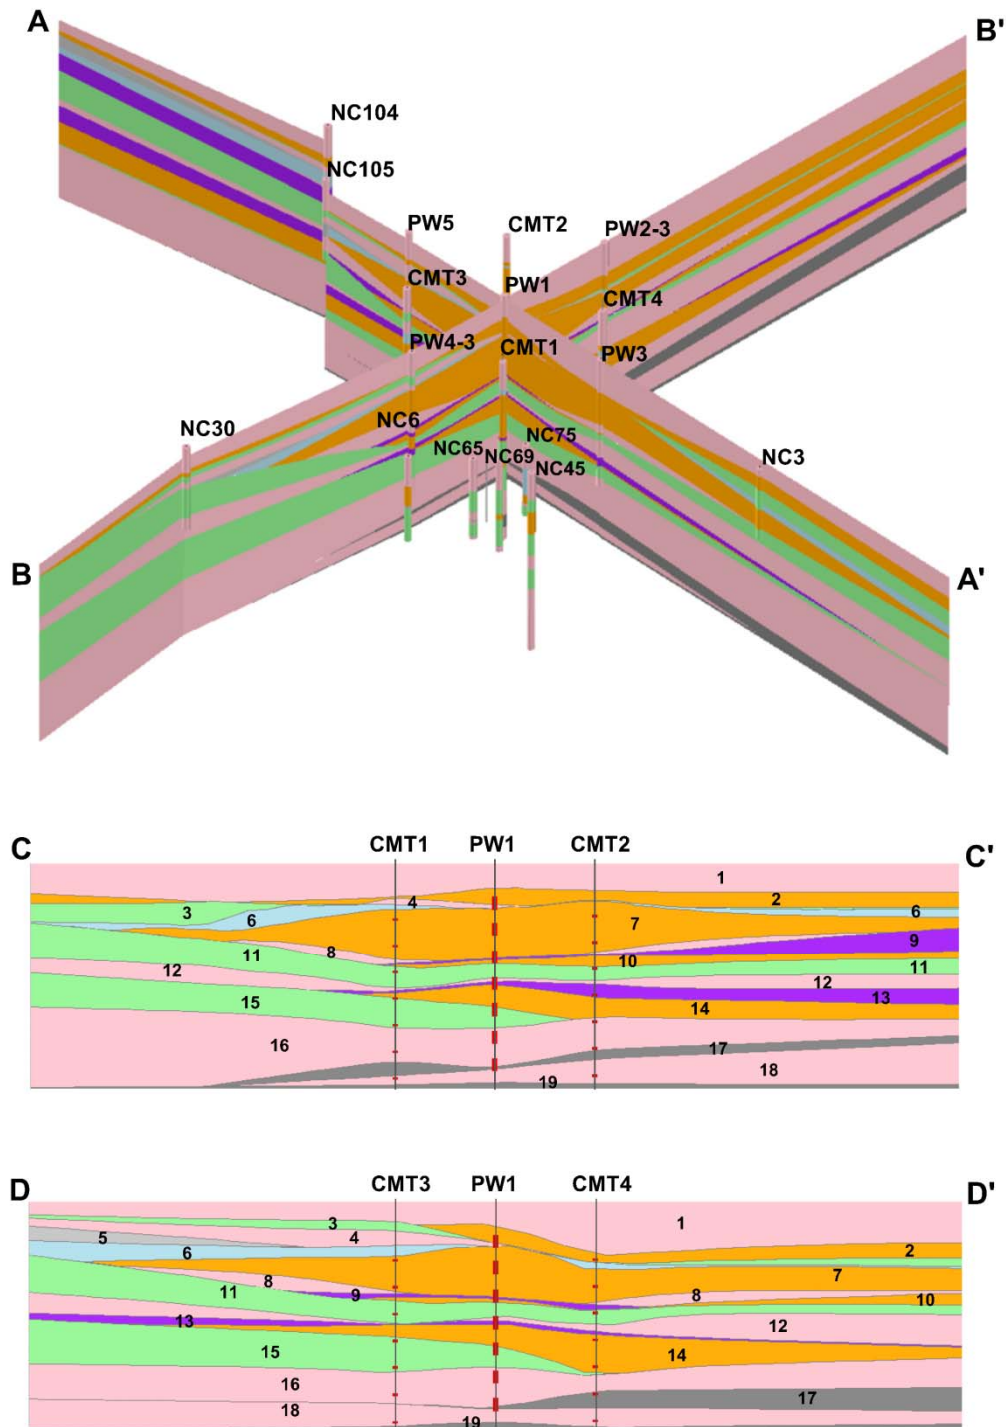 A
B'
NC104
NC105
PW5
CMT2
PW2-3
CMT3
PW1
CMT4
PW4-3
CMT1
PW3
NC30
NC6
NC65
NC69
NC75
NC45
NC3
B
A'
C
CMT1
PW1
CMT2
C'
1
4
2
3
6
6
7
9
8
10
11
11
12
12
13
15
14
16
17
18
19
D
CMT3
PW1
CMT4
D'
3
1
5
4
2
6
7
8
8
9
10
11
12
13
15
14
16
17
18
19